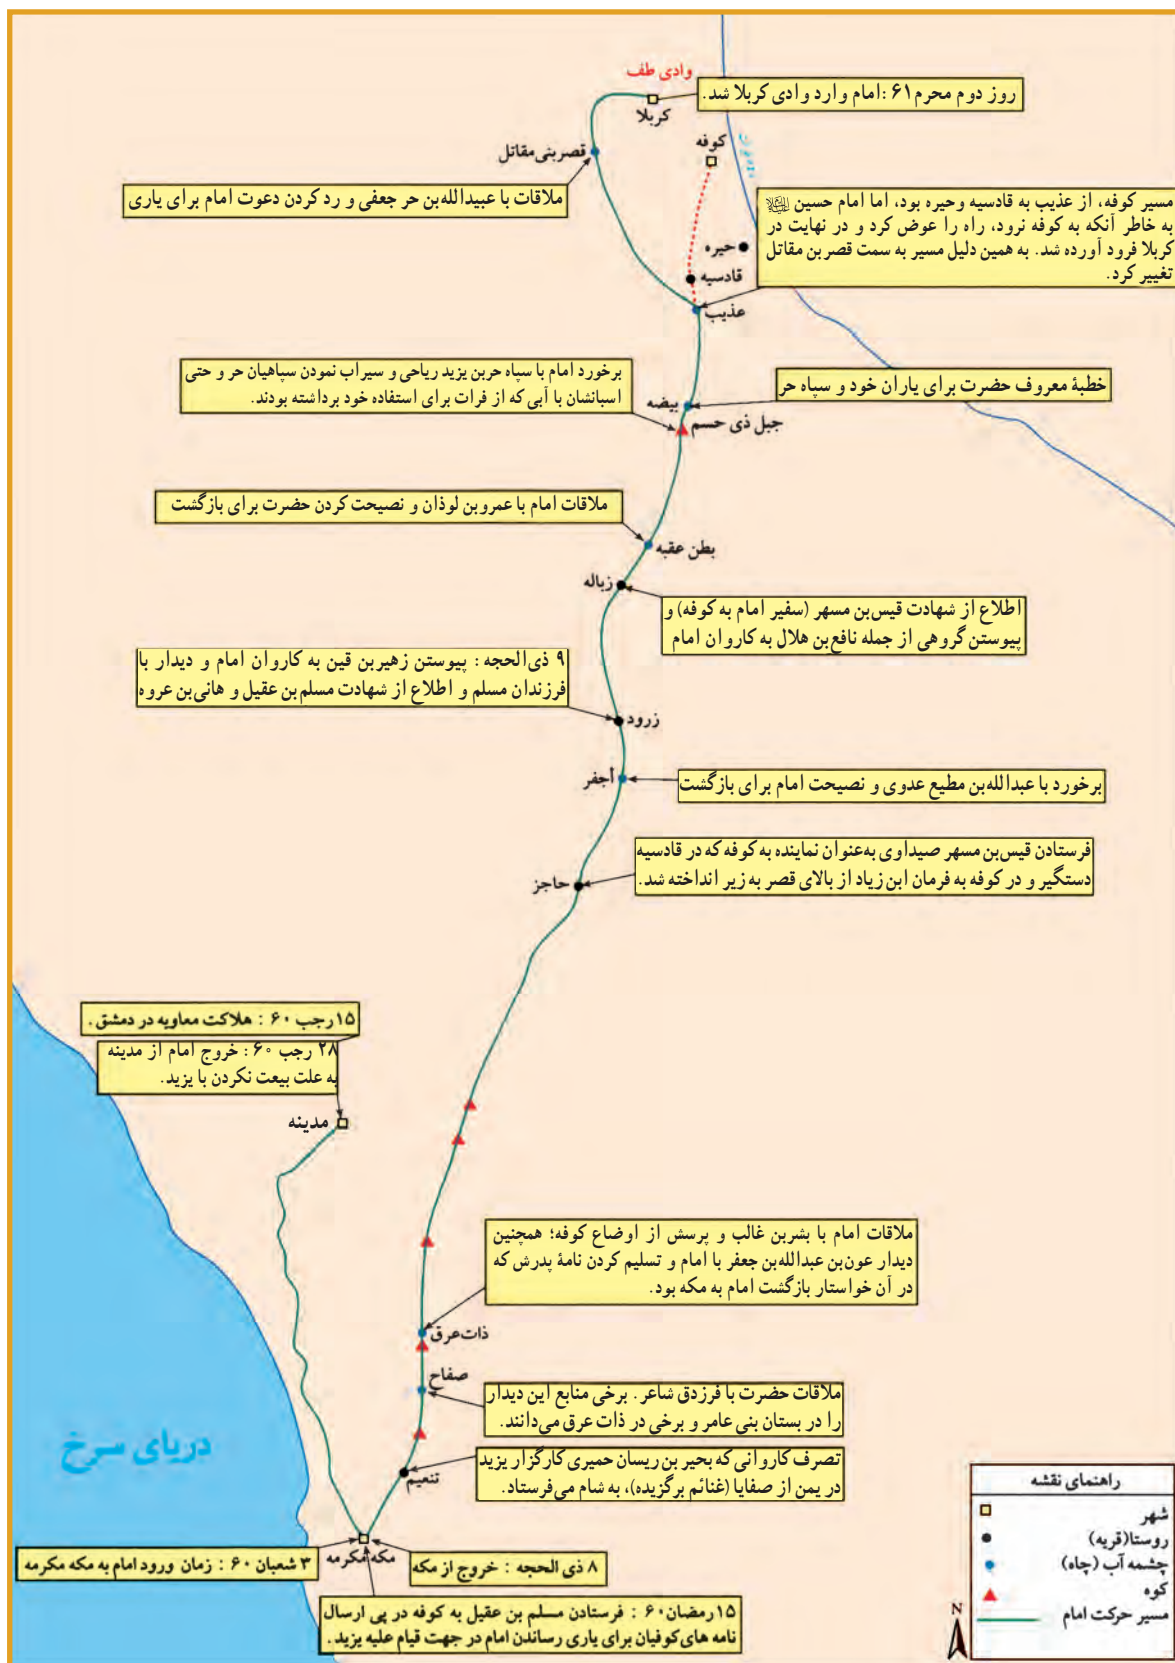 وادی طف
روز دوم محرم ۶۱ :امام وارد وادی کربلا شد.
کربلا
کوفه
قصربنی مقاتل
ملاقات با عبیدالله‌بن حر جعفی و رد کردن دعوت امام برای یاری
مسیر کوفه، از عذیب به قادسیه وحیره بود، اما امام حسین
به خاطر آنکه به کوفه نرود، راه را عوض کرد و در نهایت در
کربلا فرود آورده شد. به همین دلیل مسیر به سمت قصربن مقاتل
تغییر کرد.
حیره
قادسیه
عذیب
برخورد امام با سپاه حربن یزید ریاحی و سیراب نمودن سپاهیان حر و حتی
اسبانشان با آبی که از فرات برای استفاده خود برداشته بودند.
خطبهٔ معروف حضرت برای یاران خود و سپاه حر
بیضه
جبل ذی حسم
ملاقات امام با عمروبن لوذان و نصیحت کردن حضرت برای بازگشت
بطن عقبه
زباله
اطلاع از شهادت قیس‌بن مسهر (سفیر امام به کوفه) و
پیوستن گروهی از جمله نافع‌بن هلال به کاروان امام
۹ ذی‌الحجه : پیوستن زهیربن قین به کاروان امام و دیدار با
فرزندان مسلم و اطلاع از شهادت مسلم‌بن عقیل و هانی‌بن عروه
زرود
أجفر
برخورد با عبدالله‌بن مطیع عدوی و نصیحت امام برای بازگشت
فرستادن قیس‌بن مسهر صیداوی به‌عنوان نماینده به کوفه که در قادسیه
دستگیر و در کوفه به فرمان ابن زیاد از بالای قصر به زیر انداخته شد.
حاجز
۱۵رجب ۶۰ : هلاکت معاویه در دمشق.
۲۸ رجب ۶۰ : خروج امام از مدینه
به علت بیعت نکردن با یزید.
مدینه
ملاقات امام با بشربن غالب و پرسش از اوضاع کوفه؛ همچنین
دیدار عون‌بن عبدالله‌بن جعفر با امام و تسلیم کردن نامهٔ پدرش که
در آن خواستار بازگشت امام به مکه بود.
ذات‌عرق
صفاح
ملاقات حضرت با فرزدق شاعر. برخی منابع این دیدار
را در بستان بنی عامر و برخی در ذات عرق می‌دانند.
دریای سرخ
تصرف کاروانی که بحیر بن ریسان حمیری کارگزار یزید
در یمن از صفایا (غنائم برگزیده)، به شام می‌فرستاد.
تنعیم
مکه مکرمه
۳ شعبان ۶۰ : زمان ورود امام به مکه مکرمه
۸ ذی الحجه : خروج از مکه
۱۵رمضان۶۰ : فرستادن مسلم بن عقیل به کوفه در پی ارسال
نامه های کوفیان برای یاری رساندن امام در جهت قیام علیه یزید.
راهنمای نقشه
شهر
روستا(قریه)
چشمه آب (چاه)
کوه
مسیر حرکت امام
N